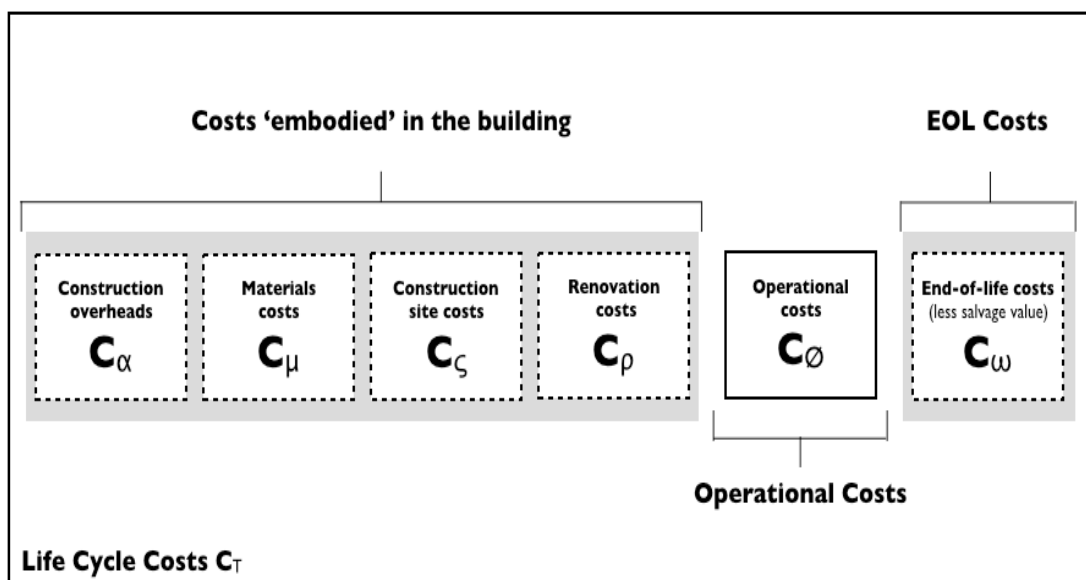 Costs ‘embodied’ in the building
EOL Costs
Construction
overheads
Cα
Materials
costs
Cμ
Construction
site costs
Cς
Renovation
costs
Cρ
Operational
costs
C∅
End-of-life costs
(less salvage value)
Cω
Operational Costs
Life Cycle Costs CT